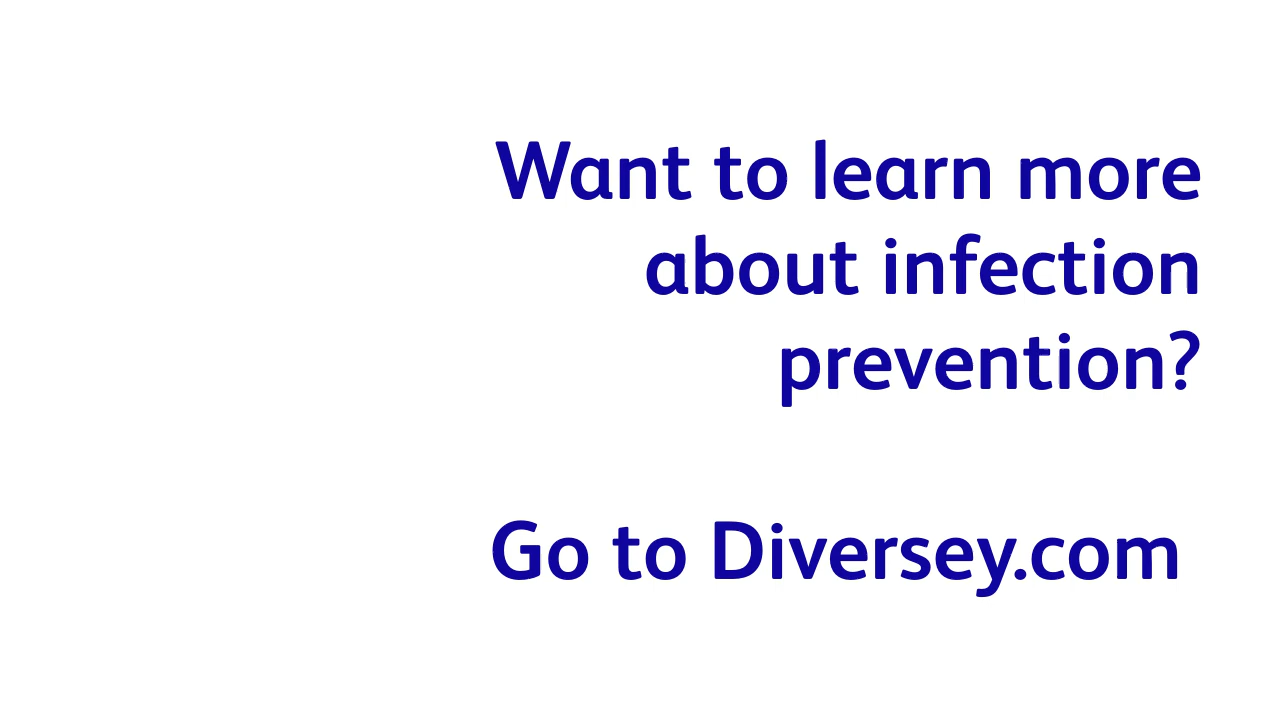 Want to learn more
about infection
prevention?
Go to Diversey.com